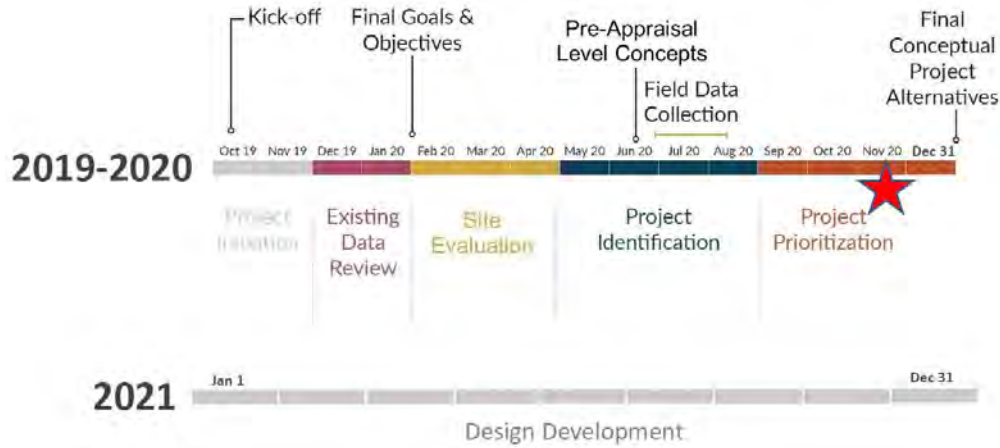 Kick-off
Final Goals &
Objectives
Pre-Appraisal
Level Concepts
Field Data
Collection
Final
Conceptual
Project
Alternatives
2019-2020
Oct 19 Nov 19 Dec 19 Jan 20 Feb 20 Mar 20 Apr 20 May 20 Jun 20 Jul 20 Aug 20 Sep 20 Oct 20 Nov 20 Dec 31
Project
Initiation
Existing
Data
Review
Site
Evaluation
Project
Identification
Project
Prioritization
2021
Jan 1
Dec 31
Design Development